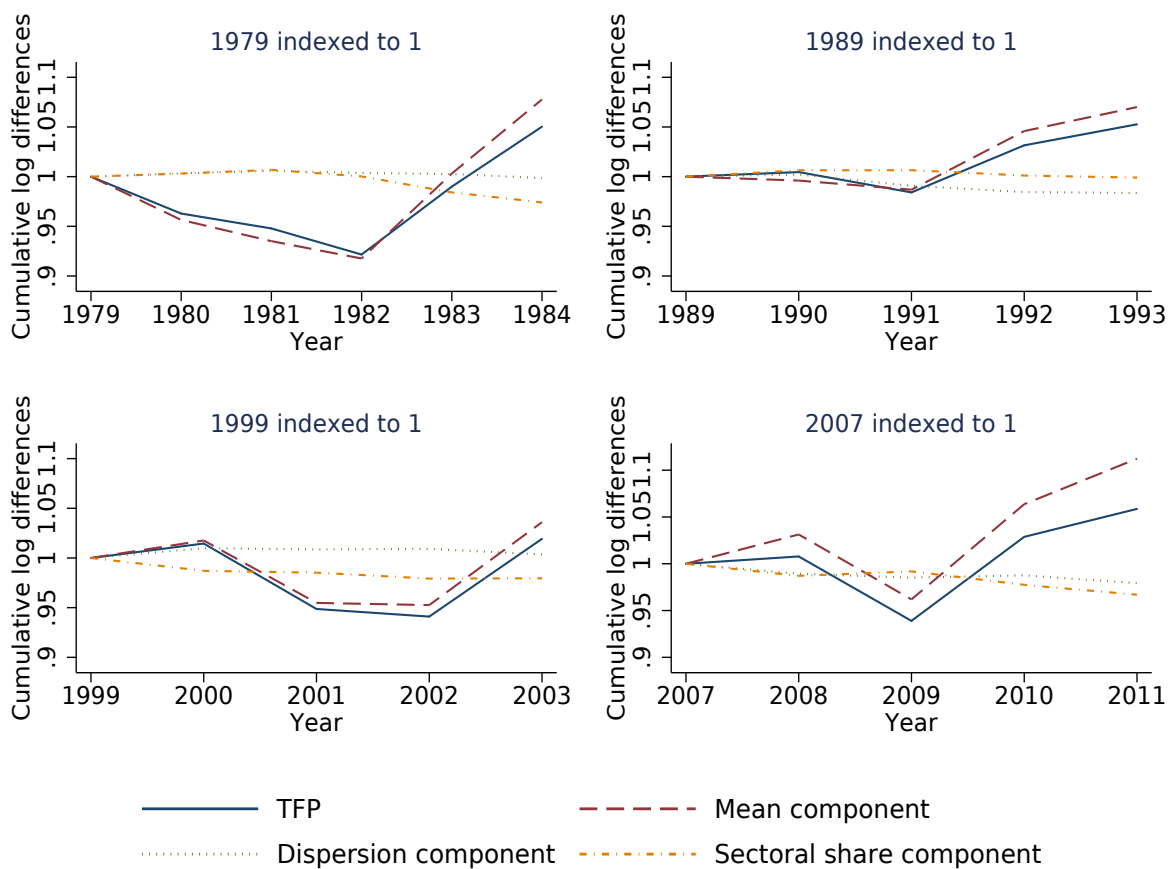 1979 indexed to 1
Cumulative log differences
1.1
1.05
1
.95
.9
1979 1980 1981 1982 1983 1984
Year
1989 indexed to 1
Cumulative log differences
1.1
1.05
1
.95
.9
1989 1990 1991 1992 1993
Year
1999 indexed to 1
Cumulative log differences
1.1
1.05
1
.95
.9
1999 2000 2001 2002 2003
Year
2007 indexed to 1
Cumulative log differences
1.1
1.05
1
.95
.9
2007 2008 2009 2010 2011
Year
TFP Mean component
Dispersion component Sectoral share component